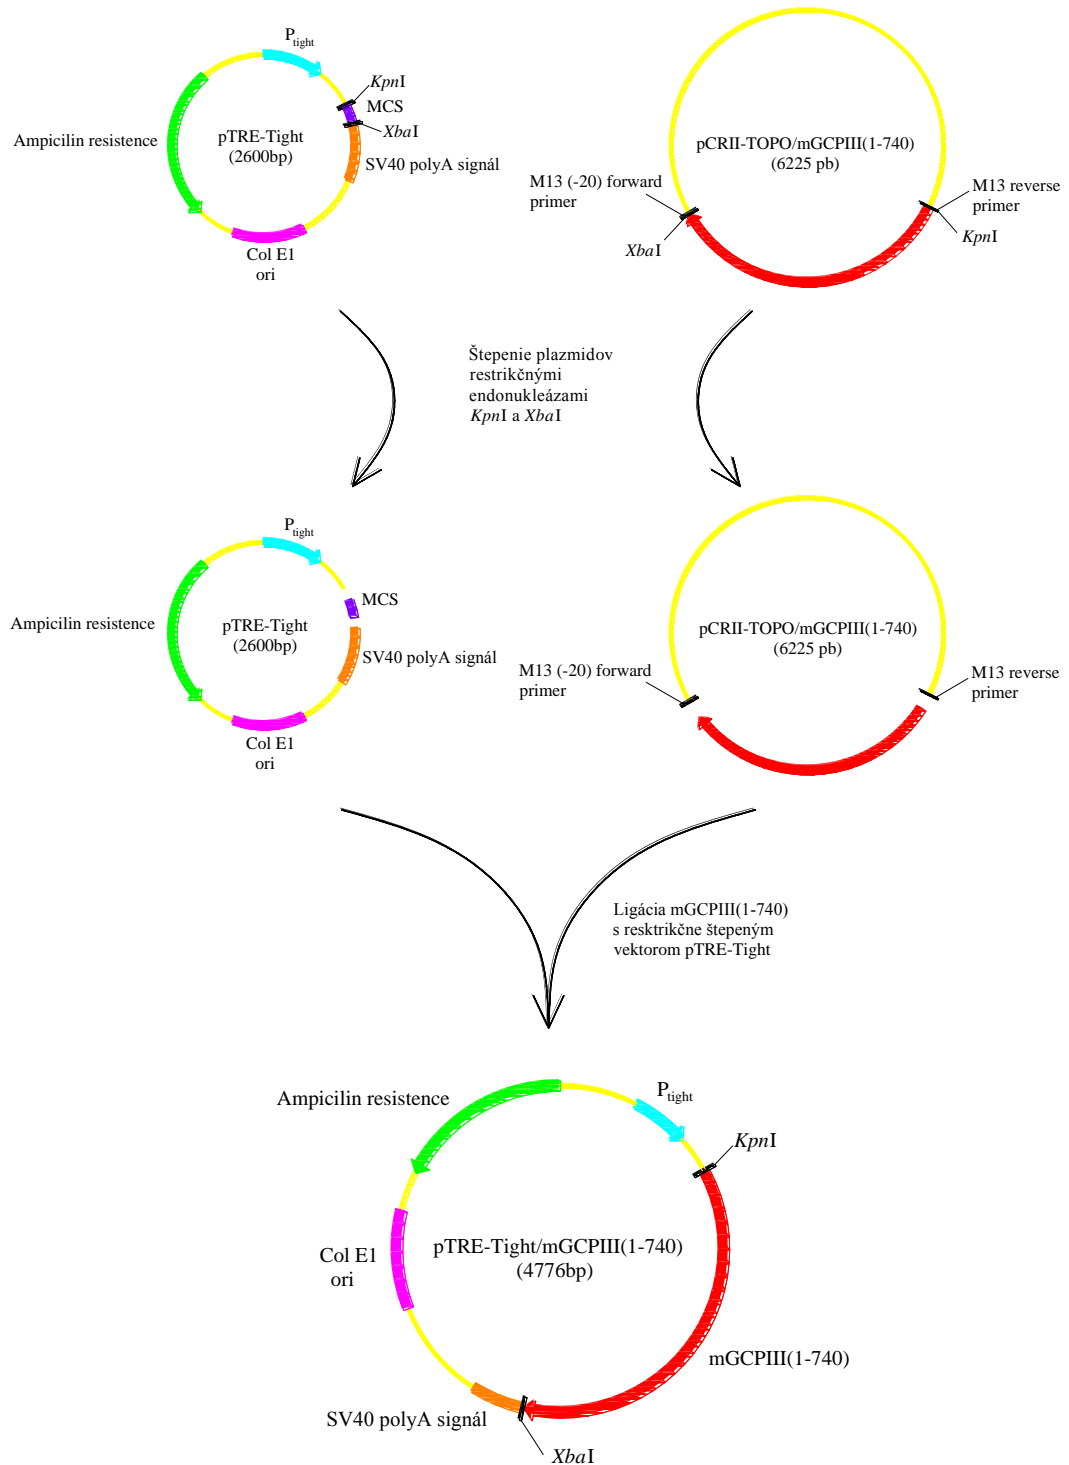 P tight
KpnI
MCS
XbaI
Ampicilin resistence
pTRE-Tight
(2600bp)
SV40 polyA signál
Col E1
ori
pCRII-TOPO/mGCPIII(1-740)
(6225 pb)
M13 (-20) forward
primer
M13 reverse
primer
XbaI
KpnI
Štepenie plazmidov
restrikčnými
endonukleázami
KpnI a XbaI
P tight
MCS
Ampicilin resistence
pTRE-Tight
(2600bp)
SV40 polyA signál
Col E1
ori
pCRII-TOPO/mGCPIII(1-740)
(6225 pb)
M13 (-20) forward
primer
M13 reverse
primer
Ligácia mGCPIII(1-740)
s resktrikčne štepeným
vektorom pTRE-Tight
Ampicilin resistence
P tight
KpnI
Col E1
ori
pTRE-Tight/mGCPIII(1-740)
(4776bp)
mGCPIII(1-740)
SV40 polyA signál
XbaI